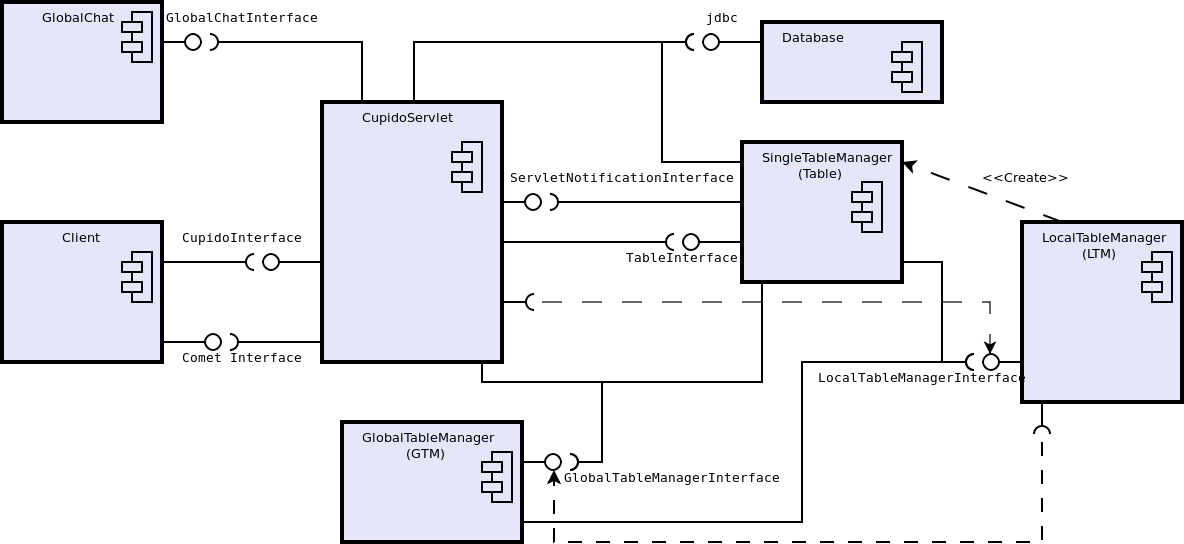 GlobalChat
GlobalChatInterface
jdbc
Database
CupidoServlet
SingleTableManager
(Table)
<<Create>>
ServletNotificationInterface
Client
CupidoInterface
TableInterface
LocalTableManager
(LTM)
Comet Interface
LocalTableManagerInterface
GlobalTableManager
(GTM)
GlobalTableManagerInterface